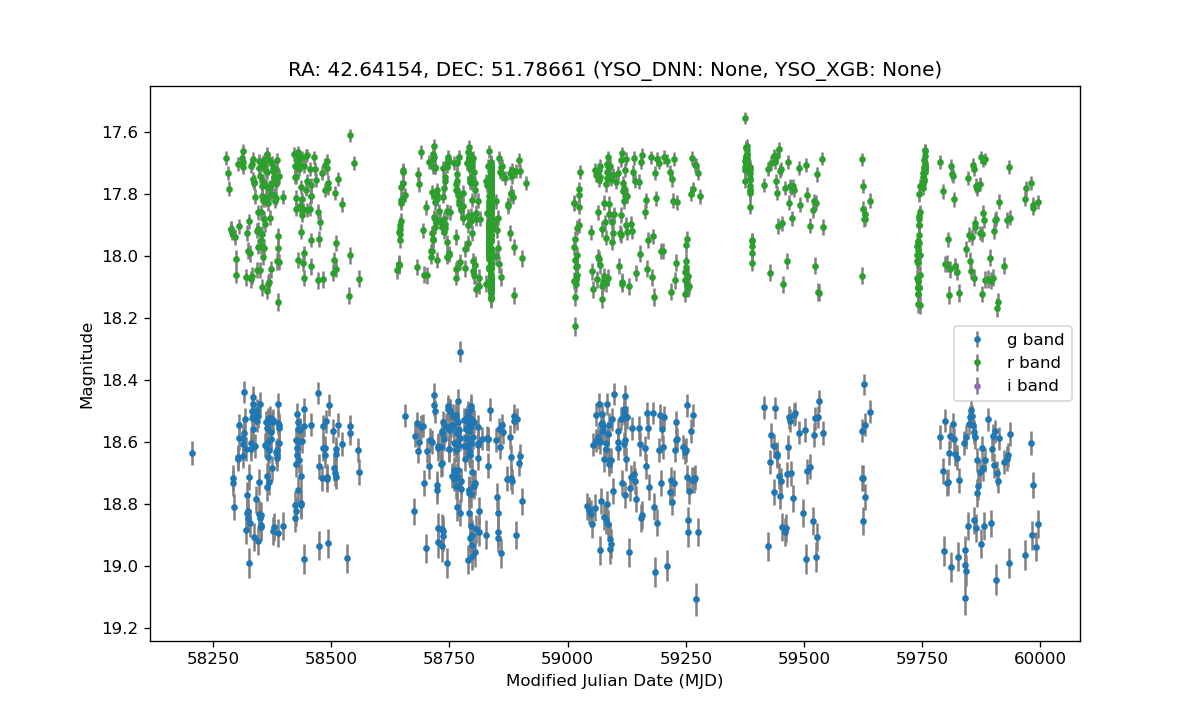 RA: 42.64154, DEC: 51.78661 (YSO_DNN: None, YSO_XGB: None)
17.6
17.8
18.0
18.2
18.4
18.6
18.8
19.0
19.2
Magnitude
g band
r band
i band
58250 58500 58750 59000 59250 59500 59750 60000
Modified Julian Date (MJD)